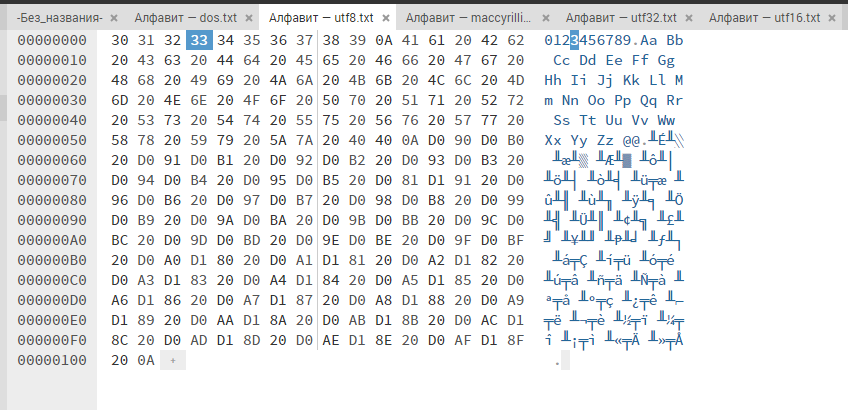 -Без_названия- × Алфавит — dos.txt × Алфавит — utf8.txt × Алфавит — maccyrilli... × Алфавит — utf32.txt × Алфавит — utf16.txt ×
00000000 30 31 32 33 34 35 36 37 38 39 0A 41 61 20 42 62 0123456789.Aa Bb
00000010 20 43 63 20 44 64 20 45 65 20 46 66 20 47 67 20 Cc Dd Ee Ff Gg
00000020 48 68 20 49 69 20 4A 6A 20 4B 6B 20 4C 6C 20 4D Hh Ii Jj Kk Ll M
00000030 6D 20 4E 6E 20 4F 6F 20 50 70 20 51 71 20 52 72 m Nn Oo Pp Qq Rr
00000040 20 53 73 20 54 74 20 55 75 20 56 76 20 57 77 20 Ss Tt Uu Vv Ww
00000050 58 78 20 59 79 20 5A 7A 20 40 40 0A D0 90 D0 B0 Xx Yy Zz @@.╨É╨░
00000060 20 D0 91 D0 B1 20 D0 92 D0 B2 20 D0 93 D0 B3 20 ╨æ╨▒ ╨Æ╨▓ ╨ô╨│
00000070 D0 94 D0 B4 20 D0 95 D0 B5 20 D0 81 D1 91 20 D0 ╨ö╨┤ ╨ò╨╡ ╨ü╤æ ╨
00000080 96 D0 B6 20 D0 97 D0 B7 20 D0 98 D0 B8 20 D0 99 û╨╢ ╨ù╨╖ ╨ÿ╨╕ ╨Ö
00000090 D0 B9 20 D0 9A D0 BA 20 D0 9B D0 BB 20 D0 9C D0 ╨╣ ╨Ü╨║ ╨¢╨╗ ╨£╨
000000A0 BC 20 D0 9D D0 BD 20 D0 9E D0 BE 20 D0 9F D0 BF ╝ ╨¥╨╜ ╨₧╨╛ ╨ƒ╨┐
000000B0 20 D0 A0 D1 80 20 D0 A1 D1 81 20 D0 A2 D1 82 20 ╨á╤Ç ╨í╤ü ╨ó╤é
000000C0 D0 A3 D1 83 20 D0 A4 D1 84 20 D0 A5 D1 85 20 D0 ╨ú╤â ╨ñ╤ä ╨Ñ╤à ╨
000000D0 A6 D1 86 20 D0 A7 D1 87 20 D0 A8 D1 88 20 D0 A9 ª╤å ╨º╤ç ╨¿╤ê ╨⌐
000000E0 D1 89 20 D0 AA D1 8A 20 D0 AB D1 8B 20 D0 AC D1 ╤ë ╨¬╤è ╨½╤ï ╨¼╤
000000F0 8C 20 D0 AD D1 8D 20 D0 AE D1 8E 20 D0 AF D1 8F î ╨¡╤ì ╨«╤Ä ╨»╤Å
00000100 20 0A + .